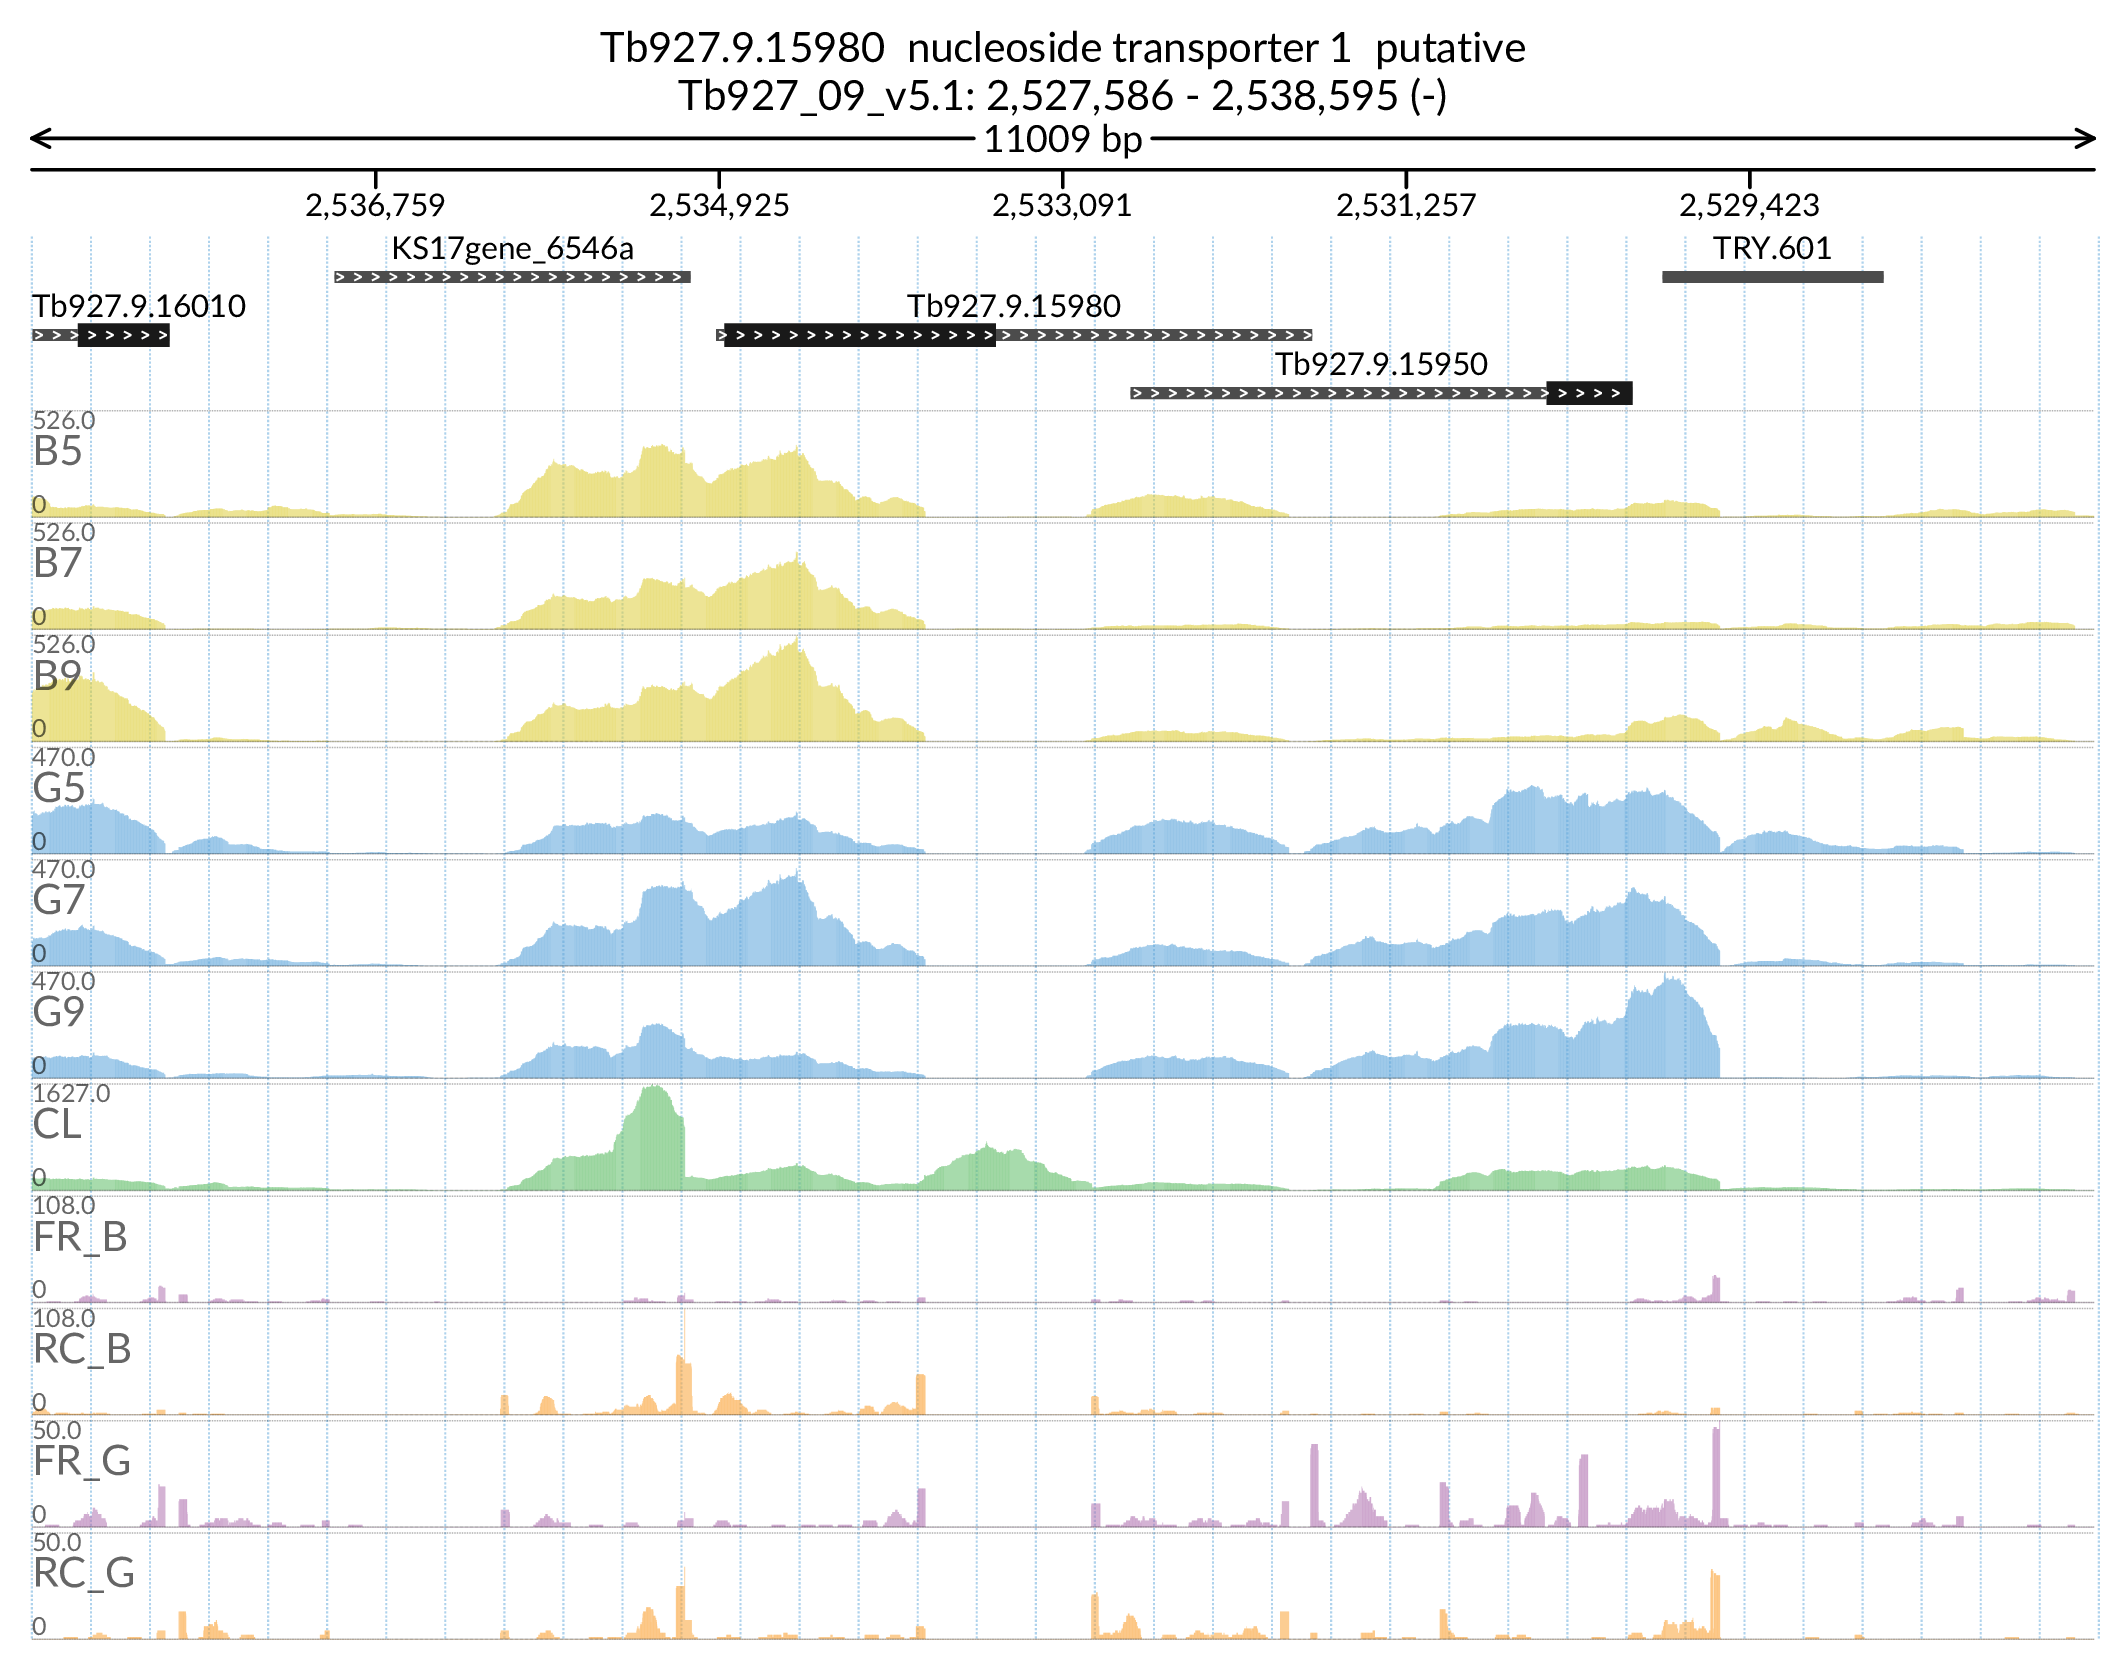 Tb927.9.15980 nucleoside transporter 1 putative
Tb927_09_v5.1: 2,527,586 - 2,538,595 (-)
11009 bp
2,536,759 2,534,925 2,533,091 2,531,257 2,529,423
KS17gene_6546a TRY.601
Tb927.9.16010 Tb927.9.15980
Tb927.9.15950
526.0
B5
0
526.0
B7
0
526.0
B9
0
470.0
G5
0
470.0
G7
0
470.0
G9
0
1627.0
CL
0
108.0
FR_B
0
108.0
RC_B
0
50.0
FR_G
0
50.0
RC_G
0